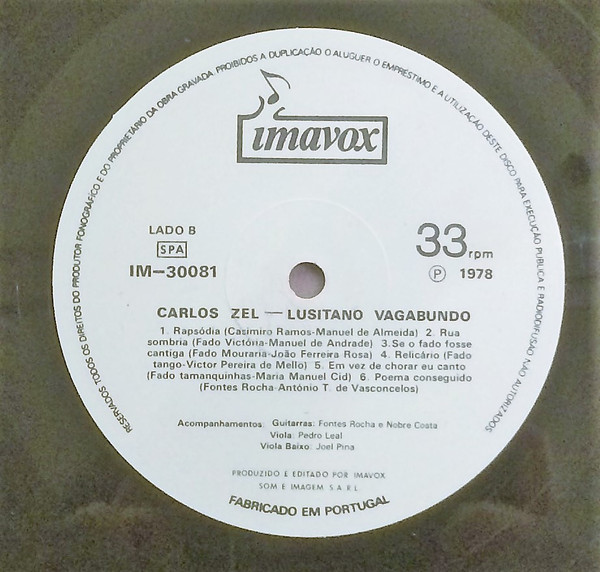 RESERVADOS TODOS OS DIREITOS DO PRODUTOR FONOGRÁFICO E DO PROPRIETÁRIO DA OBRA GRAVADA PROIBIDOS A DUPLICAÇÃO O ALUGUER O EMPRESTIMO E A UTILIZAÇÃO DESTE DISCO PARA EXECUÇÃO PUBLICA E RADIODIFUSÃO NÃO AUTORIZADOS
imavox
LADO B
SPA
IM—30081
33 rpm
Ⓟ 1978
CARLOS ZEL — LUSITANO VAGABUNDO
1. Rapsódia (Casimiro Ramos-Manuel de Almeida) 2. Rua
sombria (Fado Victória-Manuel de Andrade) 3.Se o fado fosse
cantiga (Fado Mouraria-João Ferreira Rosa) 4. Relicário (Fado
tango-Victor Pereira de Mello) 5. Em vez de chorar eu canto
(Fado tamanquinhas-Maria Manuel Cid) 6. Poema conseguido
(Fontes Rocha-António T. de Vasconcelos)
Acompanhamentos: Guitarras: Fontes Rocha e Nobre Costa
Viola: Pedro Leal
Viola Baixo: Joel Pina
PRODUZIDO E EDITADO POR IMAVOX
SOM E IMAGEM S.A.R.L
FABRICADO EM PORTUGAL